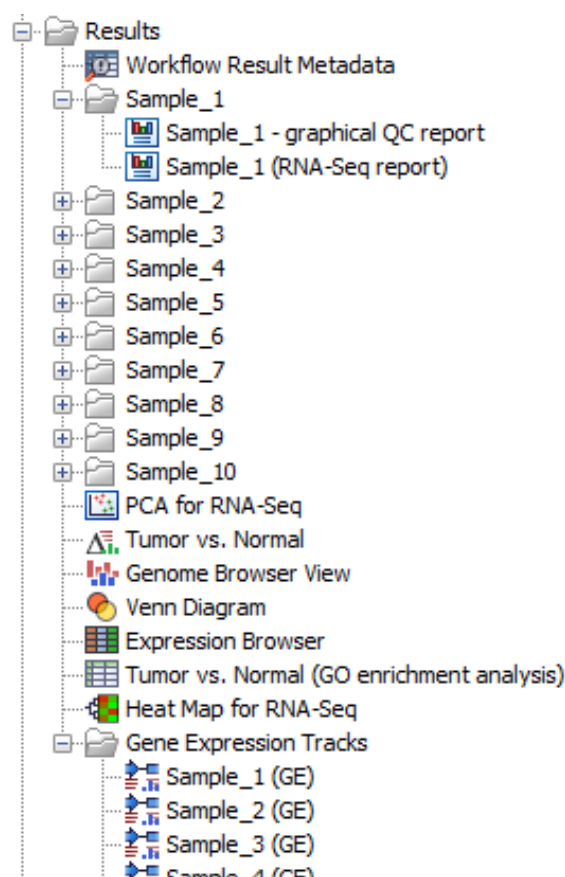 Results
Workflow Result Metadata
Sample_1
Sample_1 - graphical QC report
Sample_1 (RNA-Seq report)
Sample_2
Sample_3
Sample_4
Sample_5
Sample_6
Sample_7
Sample_8
Sample_9
Sample_10
PCA for RNA-Seq
Tumor vs. Normal
Genome Browser View
Venn Diagram
Expression Browser
Tumor vs. Normal (GO enrichment analysis)
Heat Map for RNA-Seq
Gene Expression Tracks
Sample_1 (GE)
Sample_2 (GE)
Sample_3 (GE)
Sample_4 (GE)